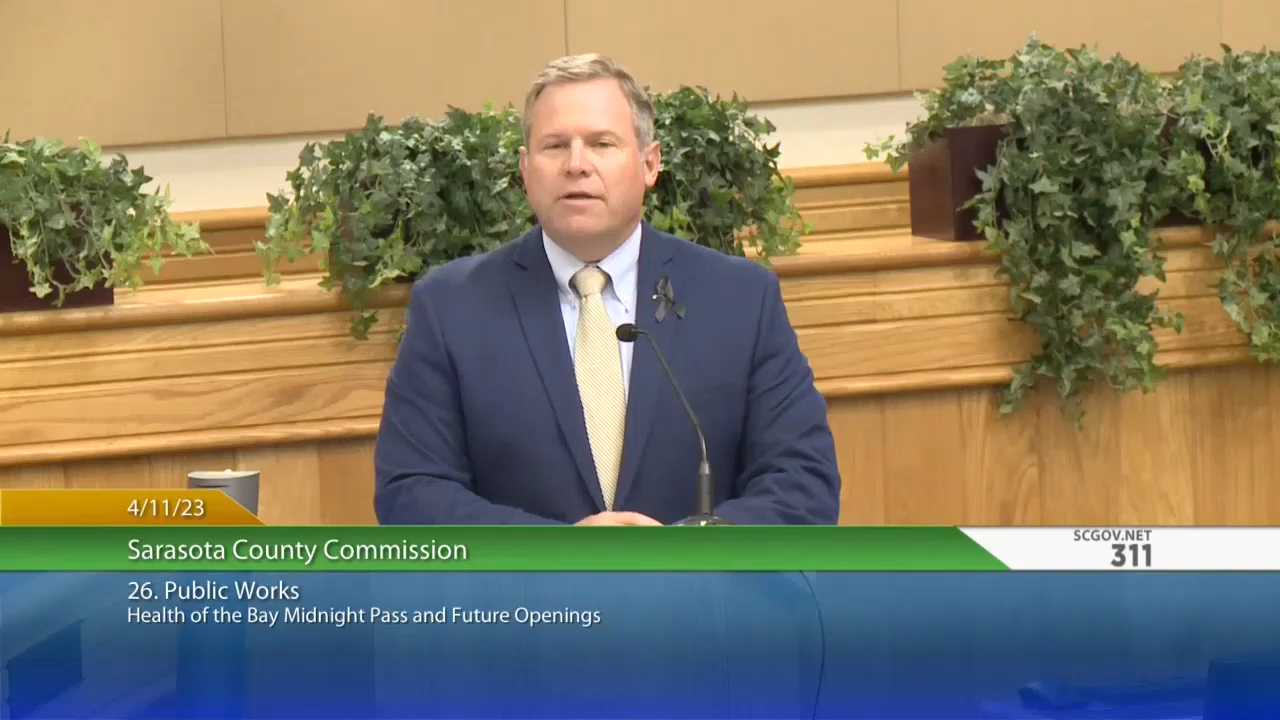 4/11/23
Sarasota County Commission
SCGOV.NET
311
26. Public Works
Health of the Bay Midnight Pass and Future Openings